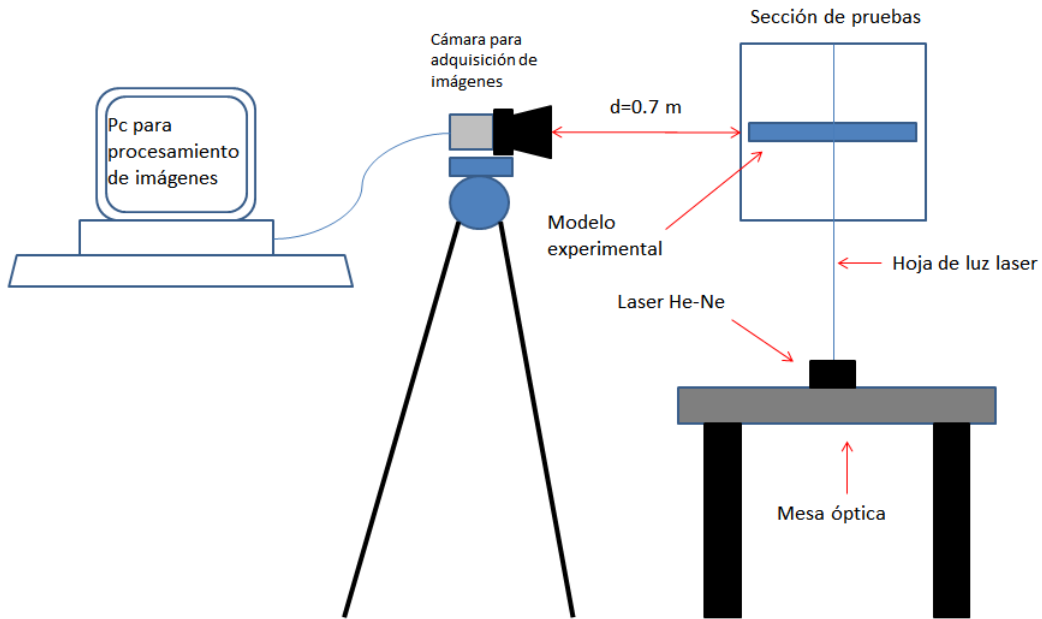 Sección de pruebas
Cámara para
adquisición de
imágenes
Pc para
procesamiento
de imágenes
d=0.7 m
Modelo
experimental
Hoja de luz laser
Laser He-Ne
Mesa óptica